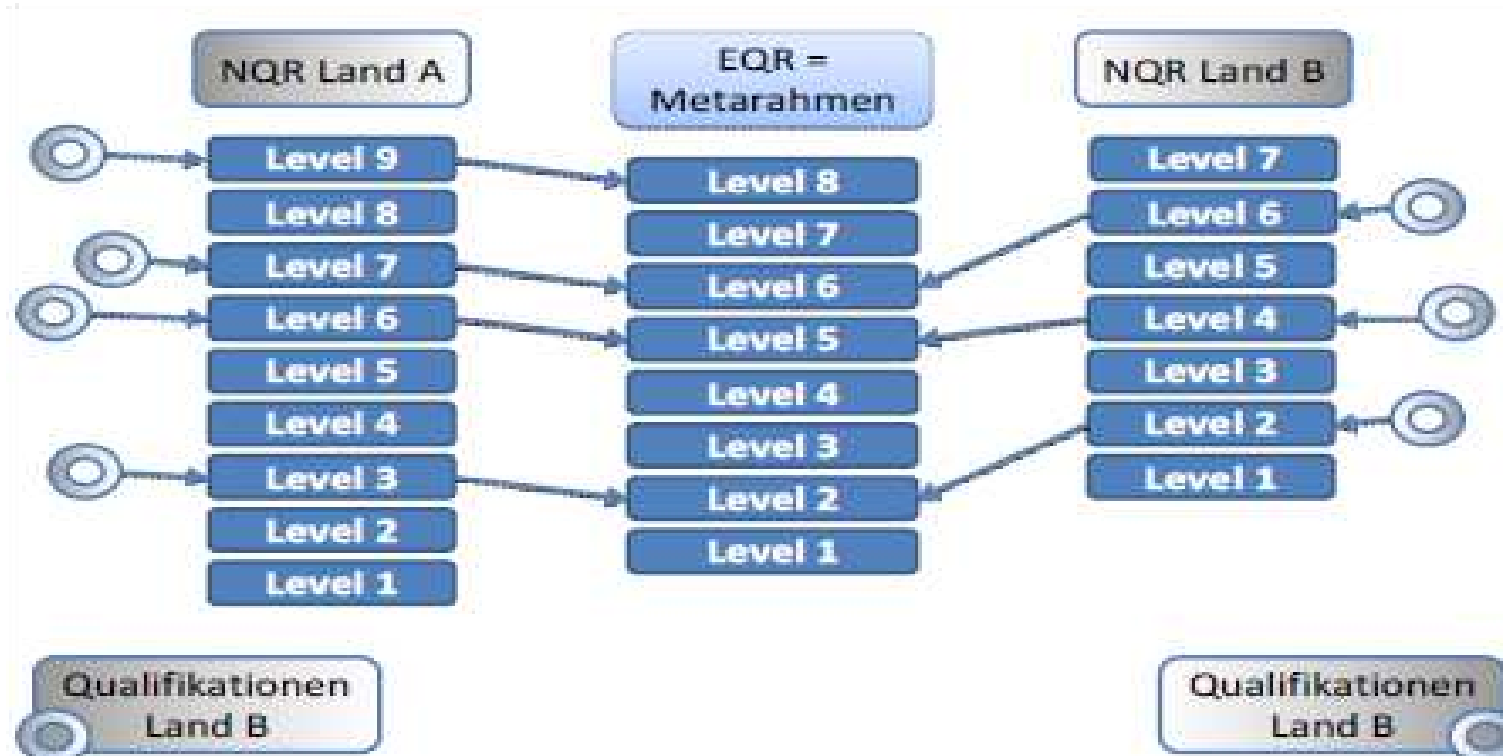 NQR Land A
Level 9
Level 8
Level 7
Level 6
Level 5
Level 4
Level 3
Level 2
Level 1
EQR =
Metarahmen
Level 8
Level 7
Level 6
Level 5
Level 4
Level 3
Level 2
Level 1
NQR Land B
Level 7
Level 6
Level 5
Level 4
Level 3
Level 2
Level 1
Qualifikationen
Land B
Qualifikationen
Land B